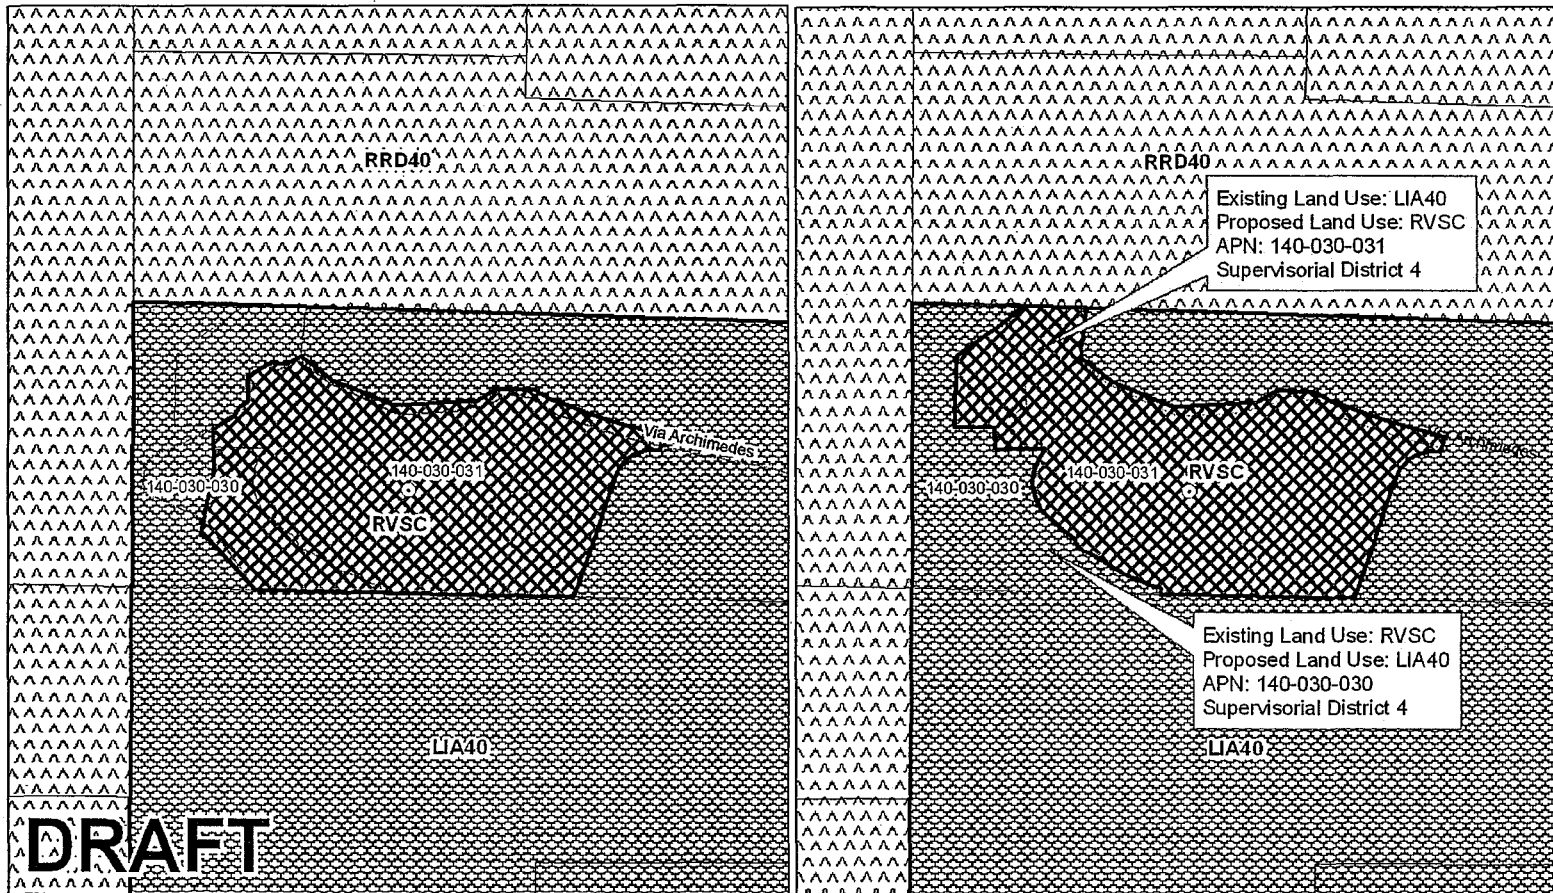 RRD40
Via Archimedes
140-030-031
140-030-030
RVSC
LIA40
DRAFT
RRD40
Existing Land Use: LIA40
Proposed Land Use: RVSC
APN: 140-030-031
Supervisorial District 4
Archimedes
140-030-031
RVSC
140-030-030
Existing Land Use: RVSC
Proposed Land Use: LIA40
APN: 140-030-030
Supervisorial District 4
LIA40